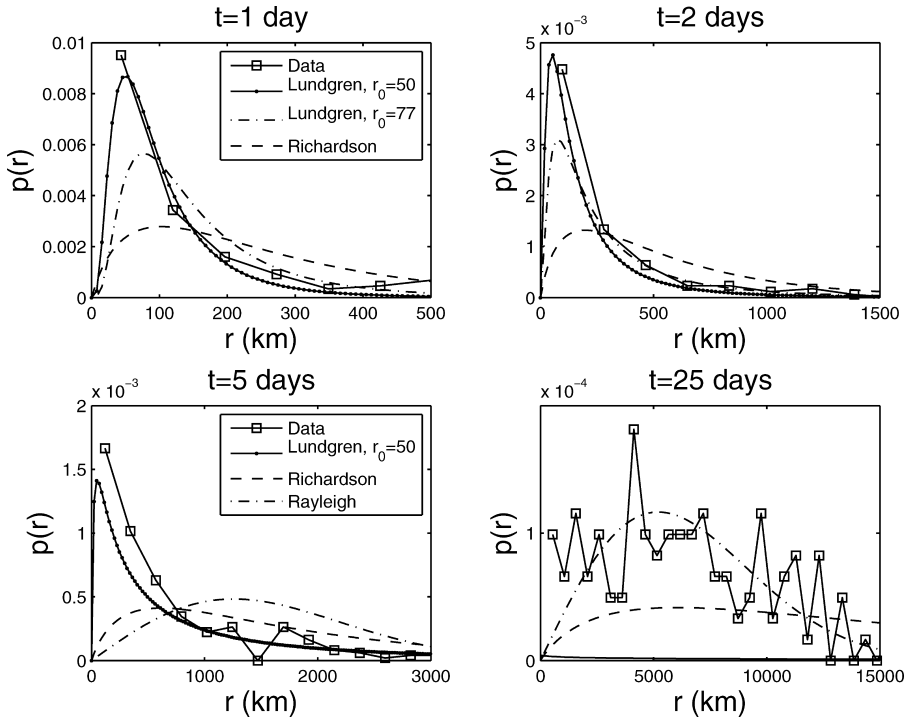 t=1 day
p(r)
0.01
0.008
0.006
0.004
0.002
0
0 100 200 300 400 500
r (km)
Data
Lundgren, r0=50
Lundgren, r0=77
Richardson
t=2 days
x 10−3
p(r)
5
4
3
2
1
0
0 500 1000 1500
r (km)
t=5 days
x 10−3
p(r)
2
1.5
1
0.5
0
0 1000 2000 3000
r (km)
Data
Lundgren, r0=50
Richardson
Rayleigh
t=25 days
x 10−4
p(r)
1
0
0 5000 10000 15000
r (km)